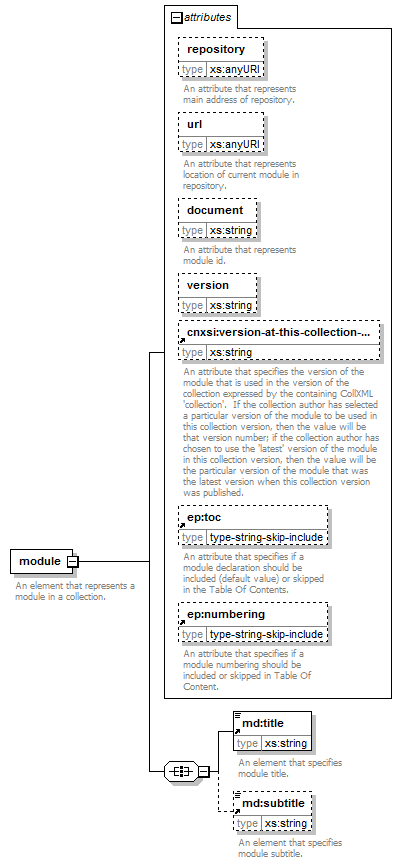 attributes
repository
type xs:anyURI
An attribute that represents
main address of repository.
url
type xs:anyURI
An attribute that represents
location of current module in
repository.
document
type xs:string
An attribute that represents
module id.
version
type xs:string
cnxsi:version-at-this-collection-...
type xs:string
An attribute that specifies the version of the
module that is used in the version of the
collection expressed by the containing CollXML
'collection'.  If the collection author has selected
a particular version of the module to be used in
this collection version, then the value will be
that version number; if the collection author has
chosen to use the 'latest' version of the module
in this collection version, then the value will be
the particular version of the module that was
the latest version when this collection version
was published.
ep:toc
type type-string-skip-include
An attribute that specifies if a
module declaration should be
included (default value) or skipped
in the Table Of Contents.
ep:numbering
type type-string-skip-include
An attribute that specifies if a
module numbering should be
included or skipped in Table Of
Content.
module
An element that represents a
module in a collection.
md:title
type xs:string
An element that specifies
module title.
md:subtitle
type xs:string
An element that specifies
module subtitle.